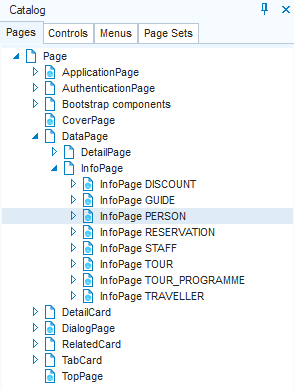 Catalog
Pages Controls Menus Page Sets
Page
ApplicationPage
AuthenticationPage
Bootstrap components
CoverPage
DataPage
DetailPage
InfoPage
InfoPage DISCOUNT
InfoPage GUIDE
InfoPage PERSON
InfoPage RESERVATION
InfoPage STAFF
InfoPage TOUR
InfoPage TOUR_PROGRAMME
InfoPage TRAVELLER
DetailCard
DialogPage
RelatedCard
TabCard
TopPage